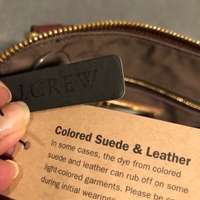 J.CREW
Colored Suede & Leather
In some cases, the dye from colored
suede and leather can rub off on some
light-colored garments. Please be
during initial wearings